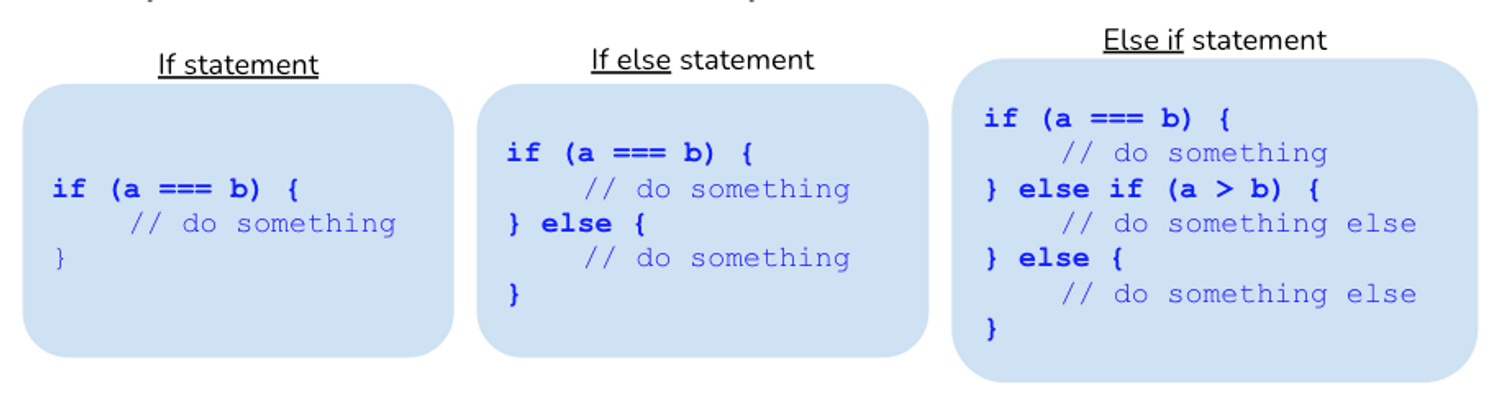 If statement
if (a === b) {
// do something
}
If else statement
if (a === b) {
// do something
} else {
// do something
}
Else if statement
if (a === b) {
// do something
} else if (a > b) {
// do something else
} else {
// do something else
}